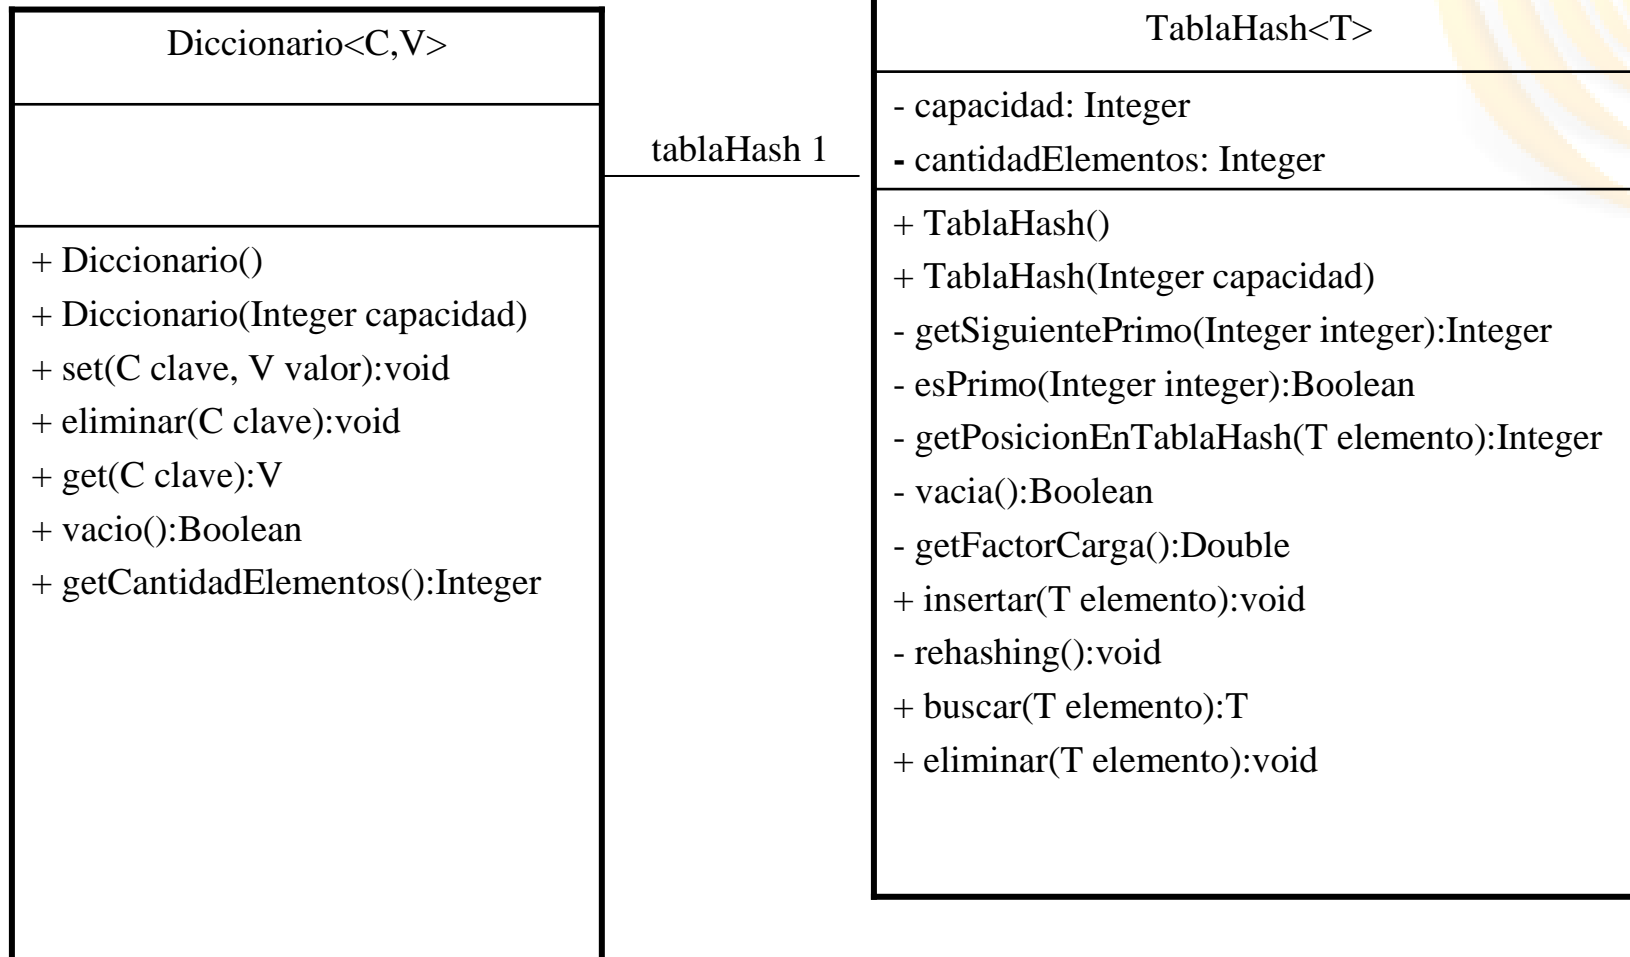 Diccionario<C,V>
+ Diccionario()
+ Diccionario(Integer capacidad)
+ set(C clave, V valor):void
+ eliminar(C clave):void
+ get(C clave):V
+ vacio():Boolean
+ getCantidadElementos():Integer
tablaHash 1
TablaHash<T>
- capacidad: Integer
- cantidadElementos: Integer
+ TablaHash()
+ TablaHash(Integer capacidad)
- getSiguientePrimo(Integer integer):Integer
- esPrimo(Integer integer):Boolean
- getPosicionEnTablaHash(T elemento):Integer
- vacia():Boolean
- getFactorCarga():Double
+ insertar(T elemento):void
- rehashing():void
+ buscar(T elemento):T
+ eliminar(T elemento):void